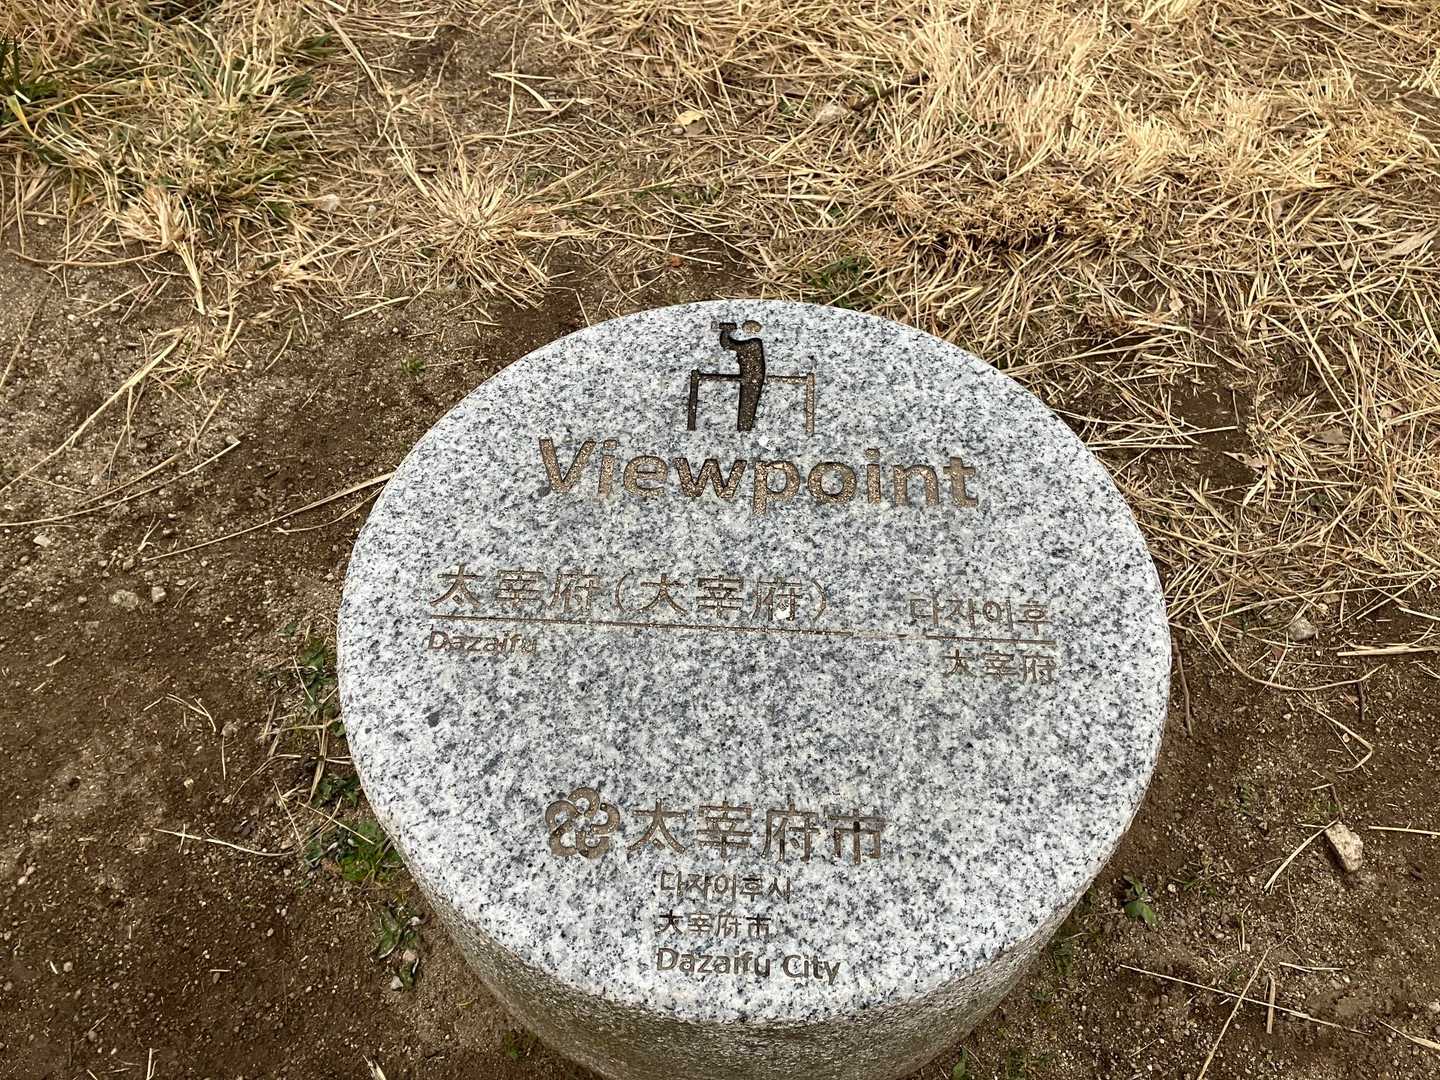 Viewpoint
太宰府(大宰府) 다자이후
Dazaifu 太宰府
太宰府市
다자이후시
太宰府市
Dazaifu City